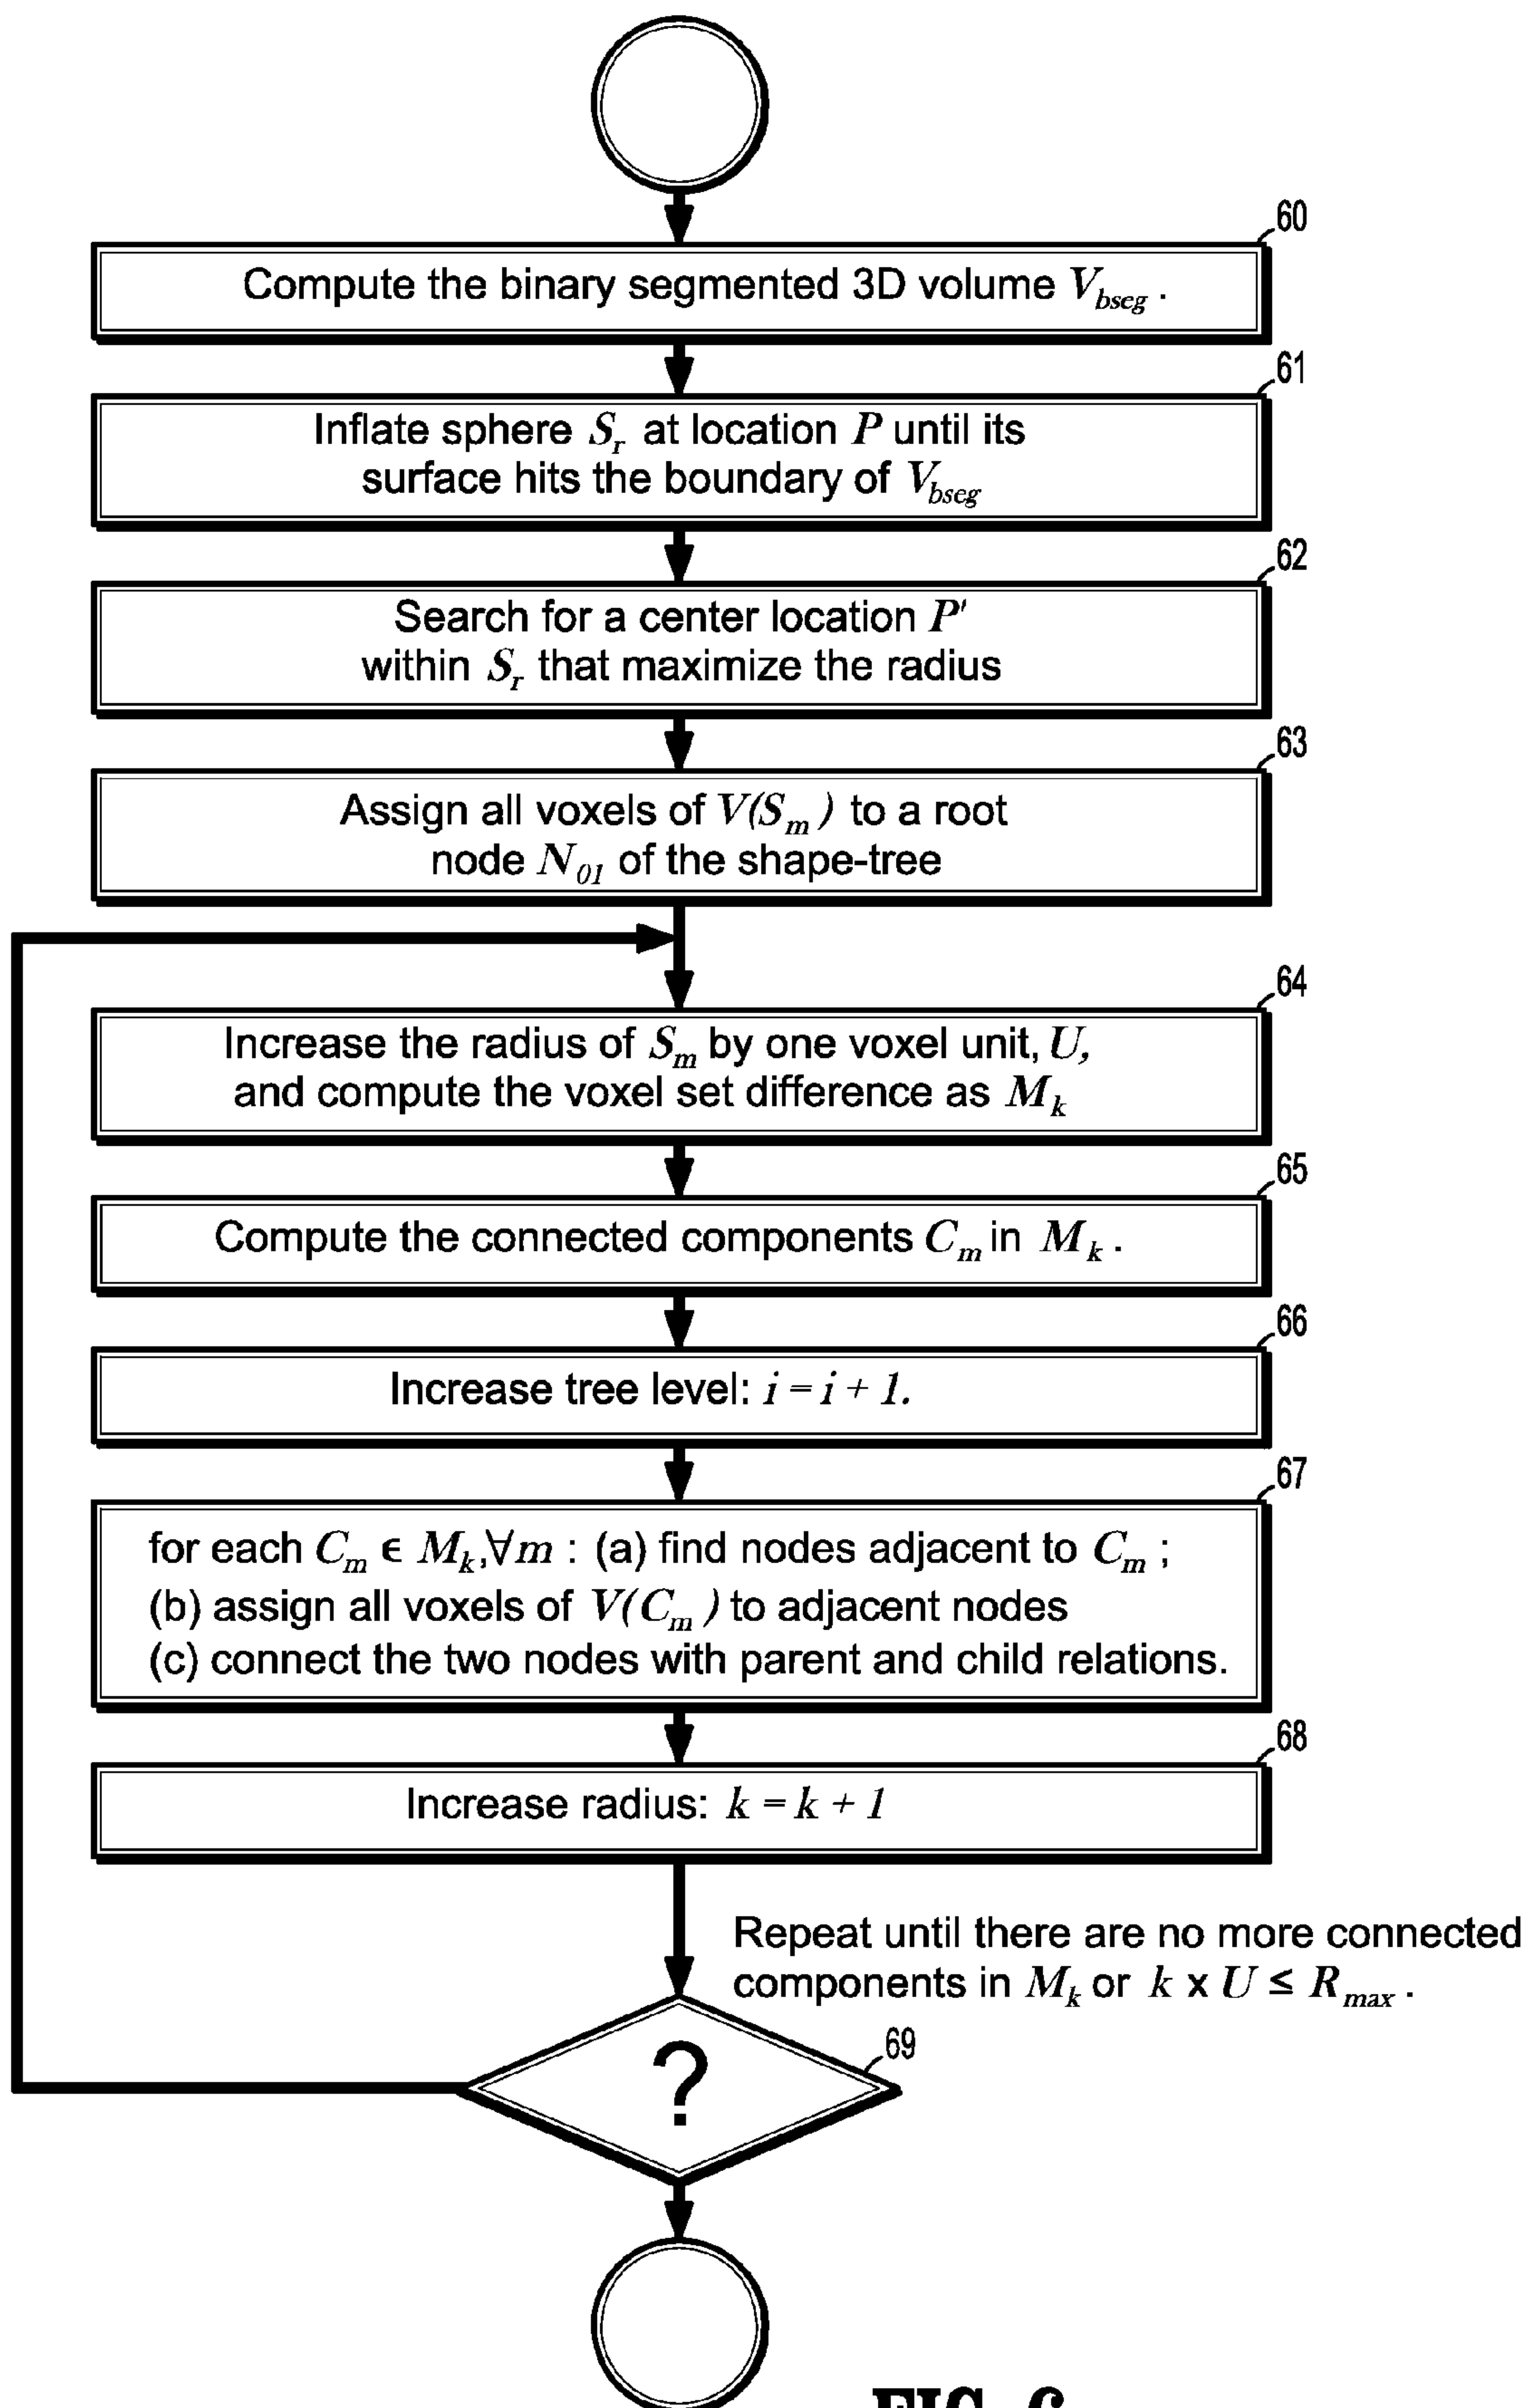 60
Compute the binary segmented 3D volume V_bseg .
61
Inflate sphere S_r at location P until its
surface hits the boundary of V_bseg
62
Search for a center location P'
within S_r that maximize the radius
63
Assign all voxels of V(S_m) to a root
node N_01 of the shape-tree
64
Increase the radius of S_m by one voxel unit, U,
and compute the voxel set difference as M_k
65
Compute the connected components C_m in M_k .
66
Increase tree level: i = i + 1.
67
for each C_m ϵ M_k,∀m : (a) find nodes adjacent to C_m ;
(b) assign all voxels of V(C_m) to adjacent nodes
(c) connect the two nodes with parent and child relations.
68
Increase radius: k = k + 1
Repeat until there are no more connected
components in M_k or k x U ≤ R_max .
69
?
FIG. 6